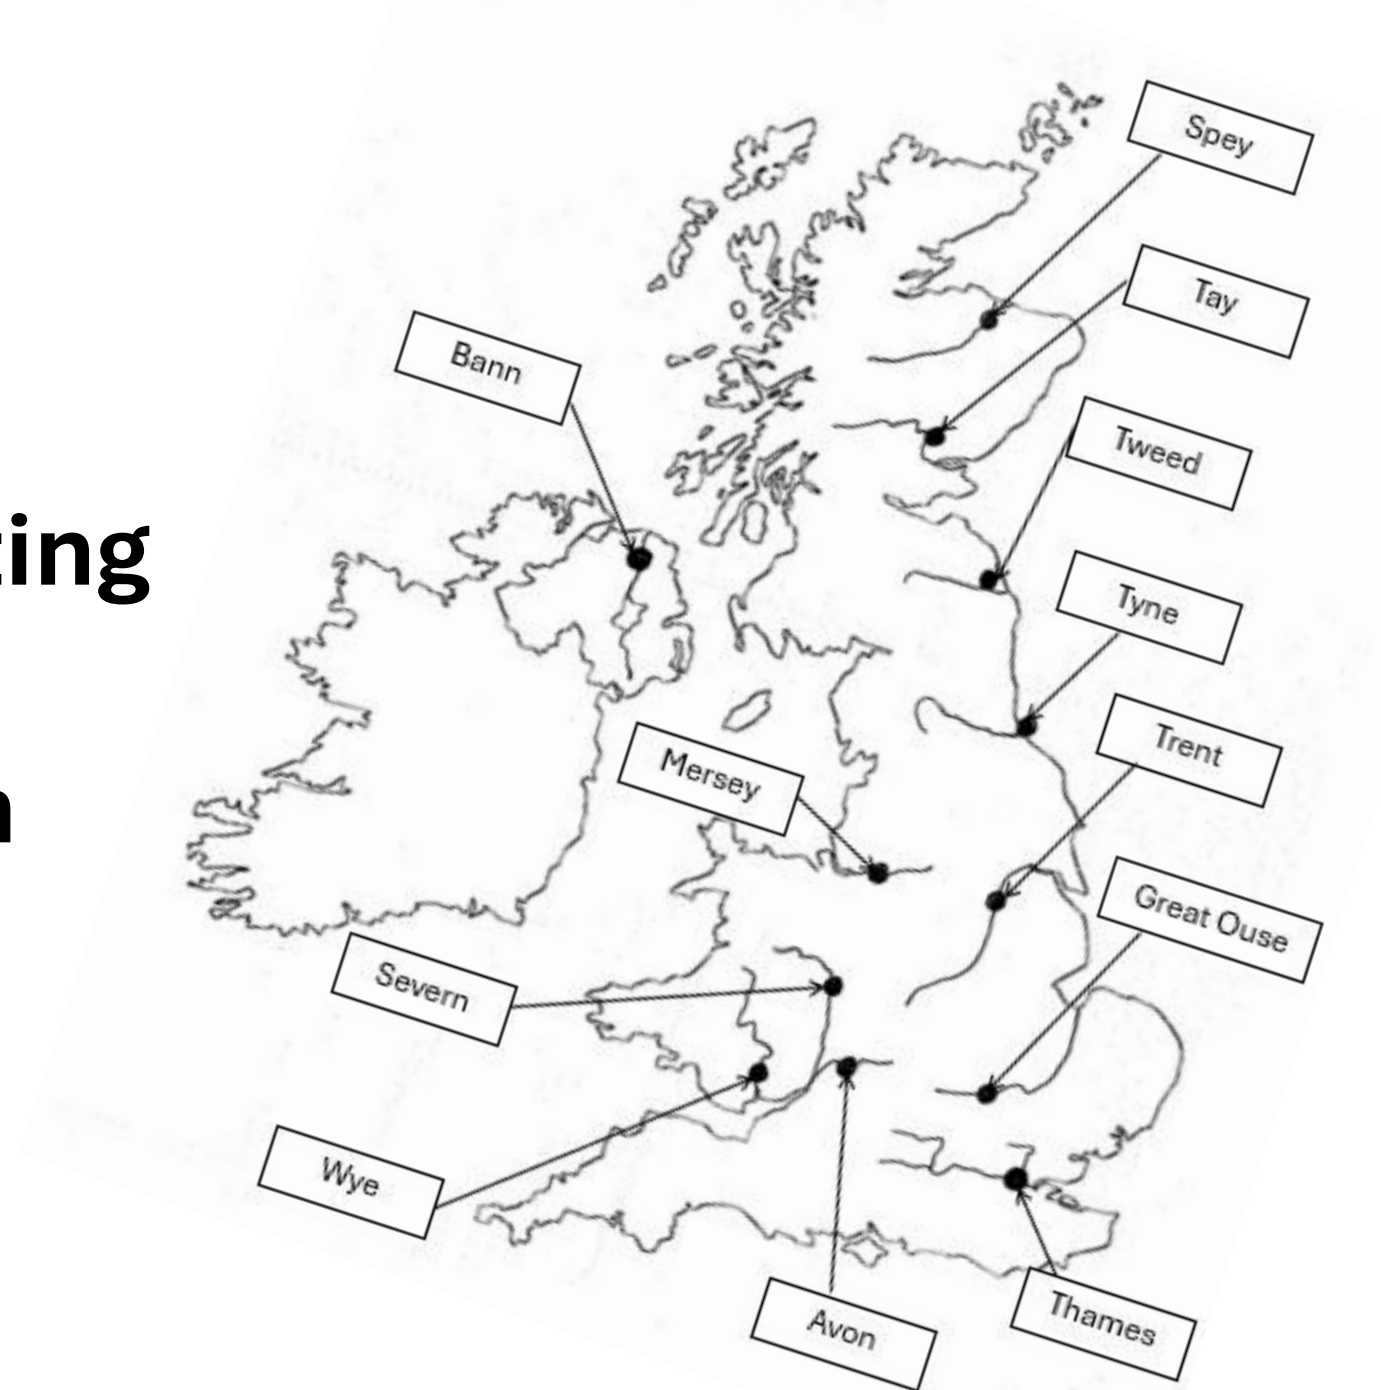 Spey
Tay
Bann
Tweed
ting
Tyne
Trent
Mersey
Great Ouse
Severn
Wye
Avon
Thames